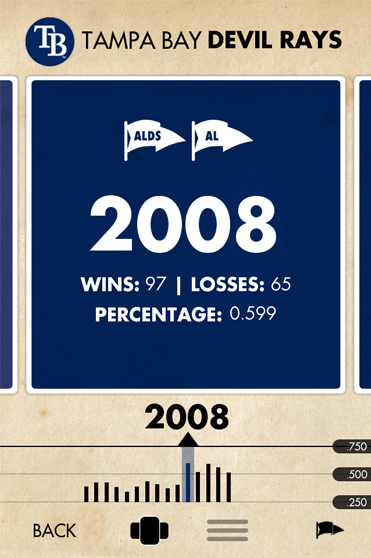 TB TAMPA BAY DEVIL RAYS
ALDS AL
2008
WINS: 97 | LOSSES: 65
PERCENTAGE: 0.599
2008
.750
.500
.250
BACK